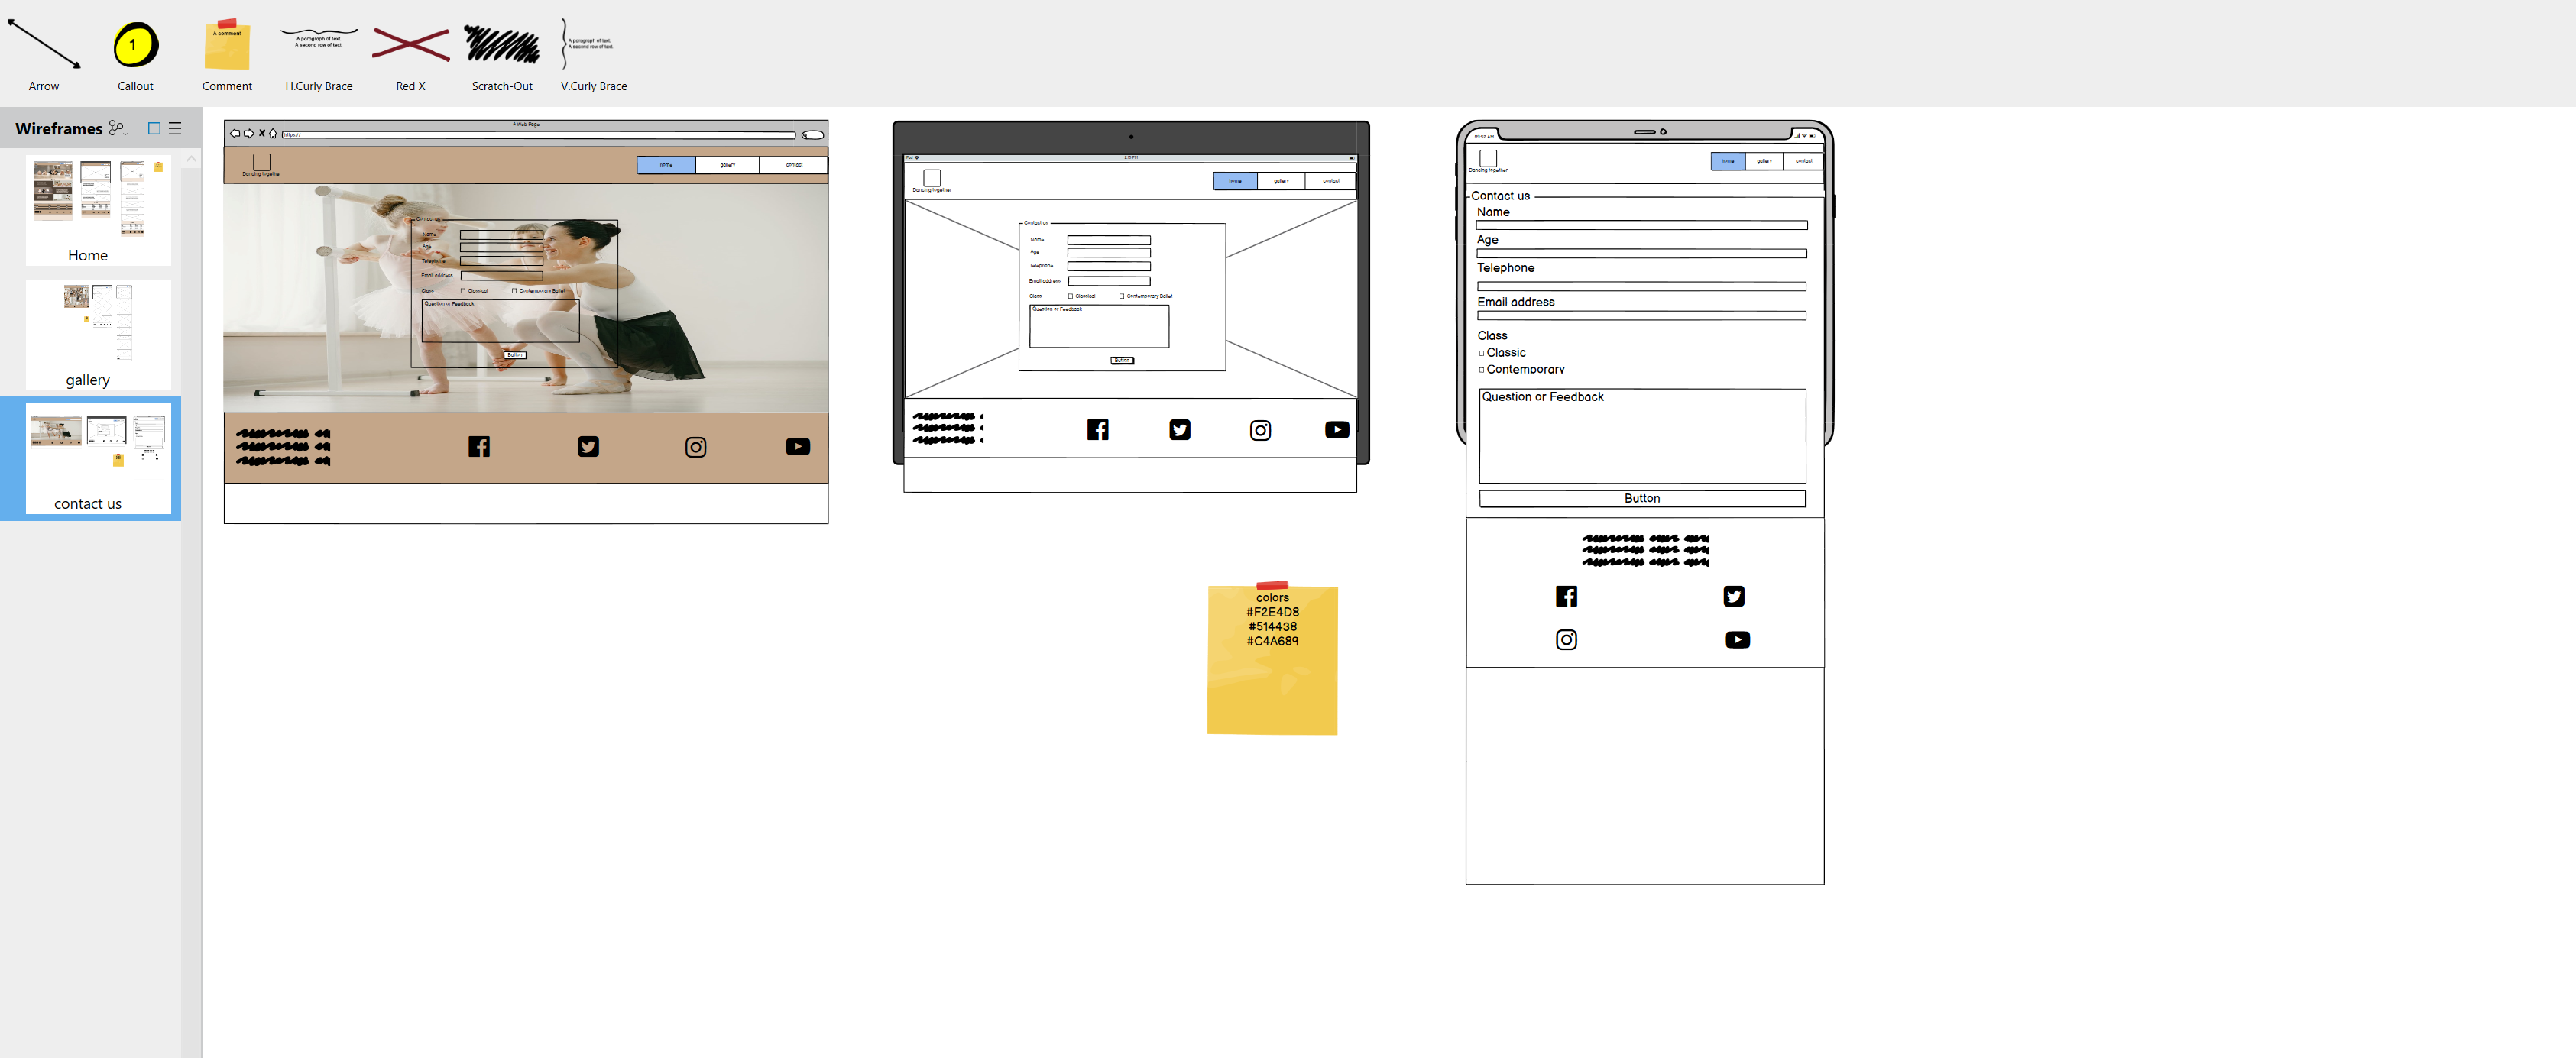 A comment
1
A paragraph of text.
A second row of text.
A paragraph of text.
A second row of text.
Arrow
Callout
Comment
H.Curly Brace
Red X
Scratch-Out
V.Curly Brace
Wireframes
Home
gallery
contact us
A Web Page
https://
Dancing together
home
gallery
contact
Contact us
Name
Age
Telephone
Email address
Class
Classical
Contemporary Ballet
Question or Feedback
Button
Dancing together
home
gallery
contact
Contact us
Name
Age
Telephone
Email address
Class
Classical
Contemporary Ballet
Question or Feedback
Button
colors
#F2E4D8
#514438
#C4A689
Dancing together
home
gallery
contact
Contact us
Name
Age
Telephone
Email address
Class
Classic
Contemporary
Question or Feedback
Button